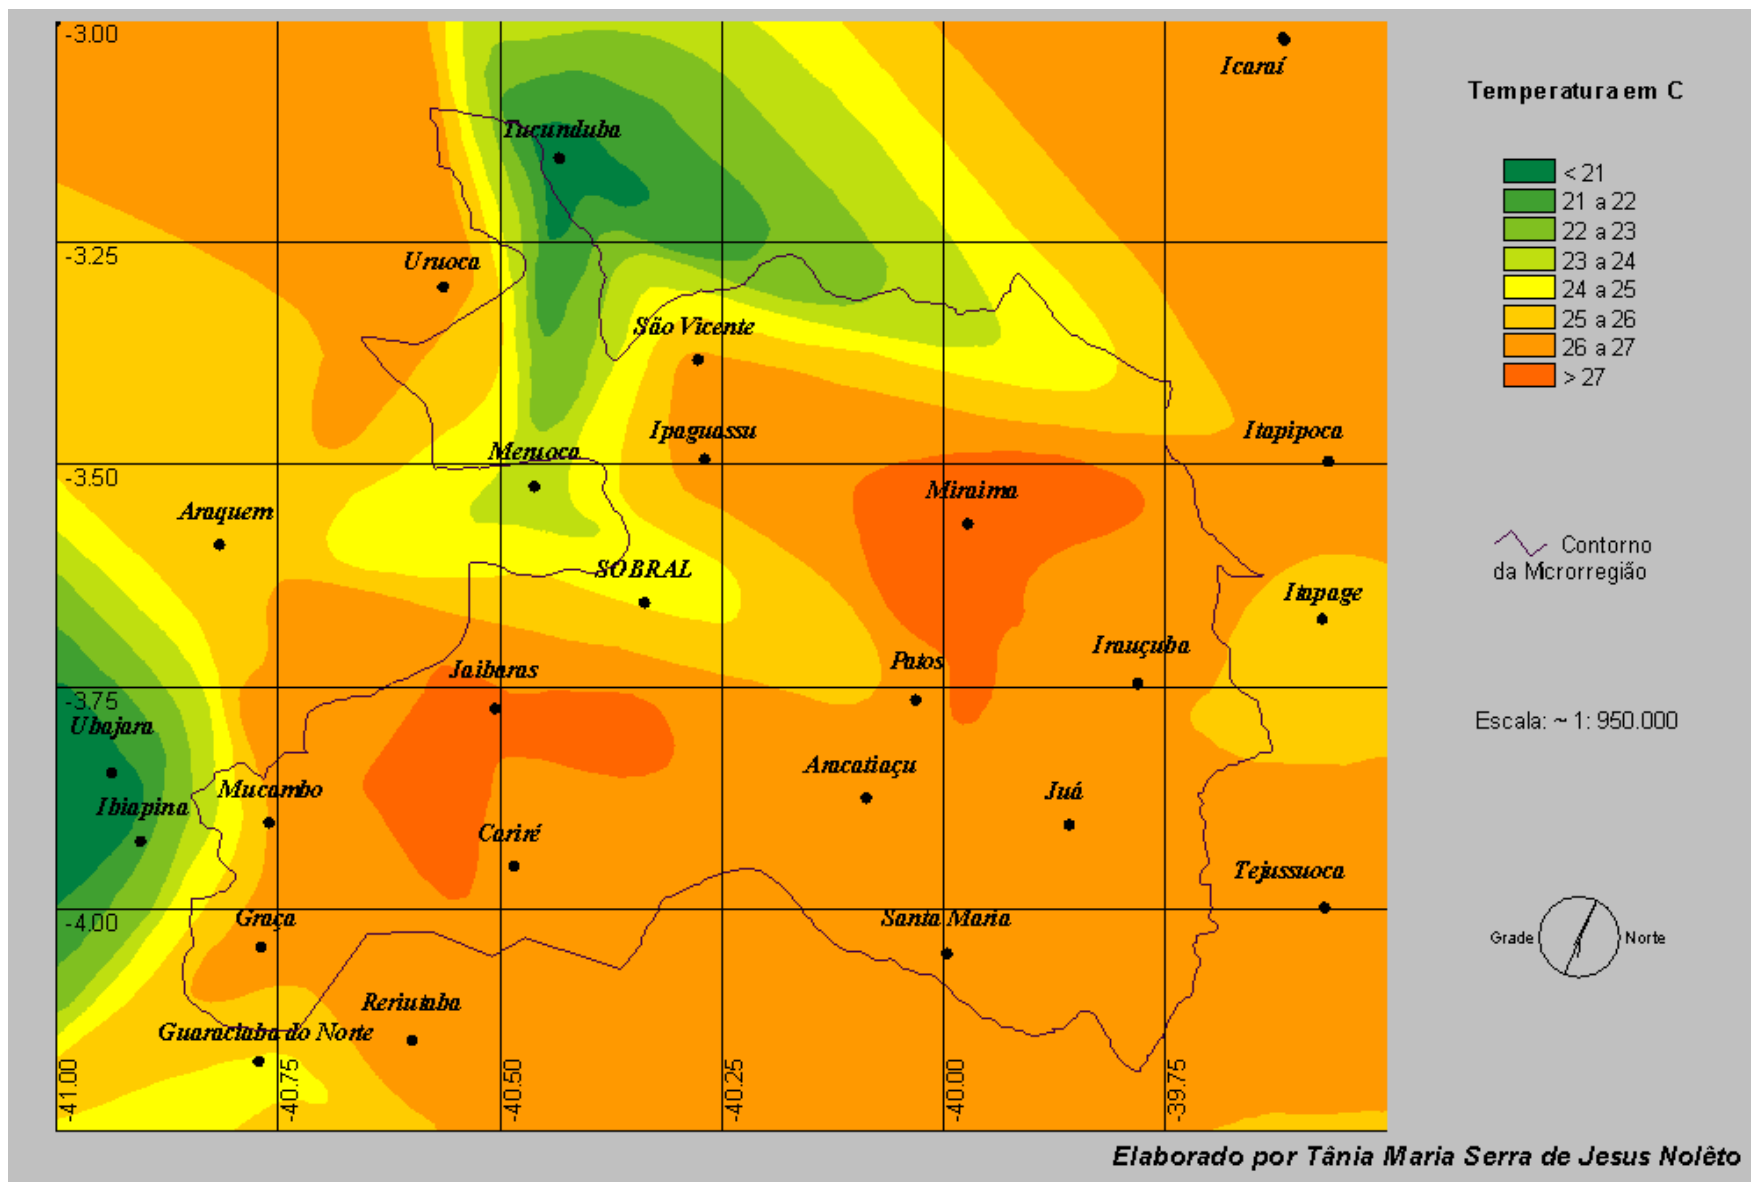 -3.00
Icaraí
Temperatura em C
Tucunduba
< 21
21 a 22
22 a 23
23 a 24
24 a 25
25 a 26
26 a 27
> 27
-3.25
Uruoca
São Vicente
Ipaguassu
Itapipoca
Meruoca
-3.50
Miraima
Araquem
Contorno
da Microrregião
SOBRAL
Itapage
Irauçuba
Patos
Jaibaras
-3.75
Ubajara
Escala: ~ 1: 950.000
Aracatiaçu
Mucambo
Juá
Ibiapina
Cariré
Tejussuoca
-4.00
Graça
Santa Maria
Grade
Norte
Reriutaba
Guaraciaba do Norte
-41.00
-40.75
-40.50
-40.25
-40.00
-39.75
Elaborado por Tânia Maria Serra de Jesus Nolêto